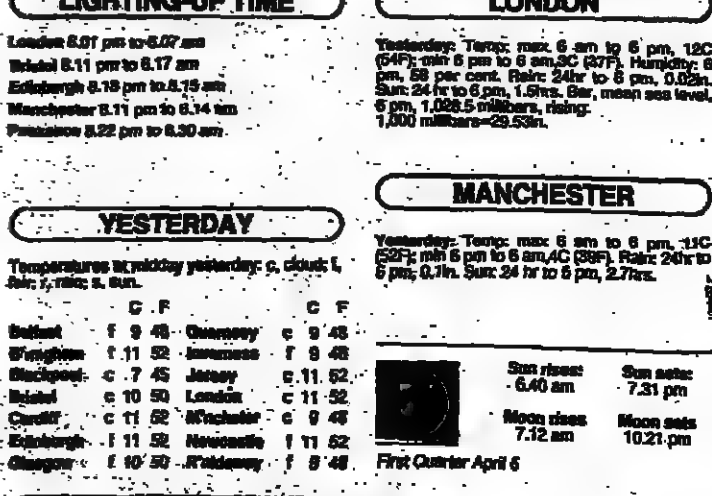 LIGHTING-UP TIME
London 8.01 pm to 6.07 am
Bristol 8.11 pm to 6.17 am
Edinburgh 8.18 pm to 6.15 am
Manchester 8.11 pm to 6.14 am
Penzance 8.22 pm to 6.30 am
YESTERDAY
Temperatures at midday yesterday: c, cloud; f,
fair; r, rain; s, sun.
C F C F
Belfast f 9 48 Guernsey c 9 48
B'rmgham f 11 52 Inverness f 9 48
Blackpool c 7 45 Jersey c 11 52
Bristol c 10 50 London c 11 52
Cardiff c 11 52 M'nchster c 9 48
Edinburgh f 11 52 Newcastle f 11 52
Glasgow f 10 50 R'nldsway f 8 46
LONDON
Yesterday: Temp: max 6 am to 6 pm, 12C
(54F); min 6 pm to 6 am, 3C (37F). Humidity: 6
pm, 58 per cent. Rain: 24hr to 6 pm, 0.02in.
Sun: 24 hr to 6 pm, 1.5hrs. Bar, mean sea level,
6 pm, 1,028.5 millibars, rising.
1,000 millibars=29.53in.
MANCHESTER
Yesterday: Temp: max 6 am to 6 pm, 11C
(52F); min 6 pm to 6 am, 4C (39F). Rain: 24hr to
6 pm, 0.1in. Sun: 24 hr to 6 pm, 2.7hrs.
Sun rises: Sun sets:
6.40 am 7.31 pm
Moon rises Moon sets
7.12 am 10.21 pm
First Quarter April 6